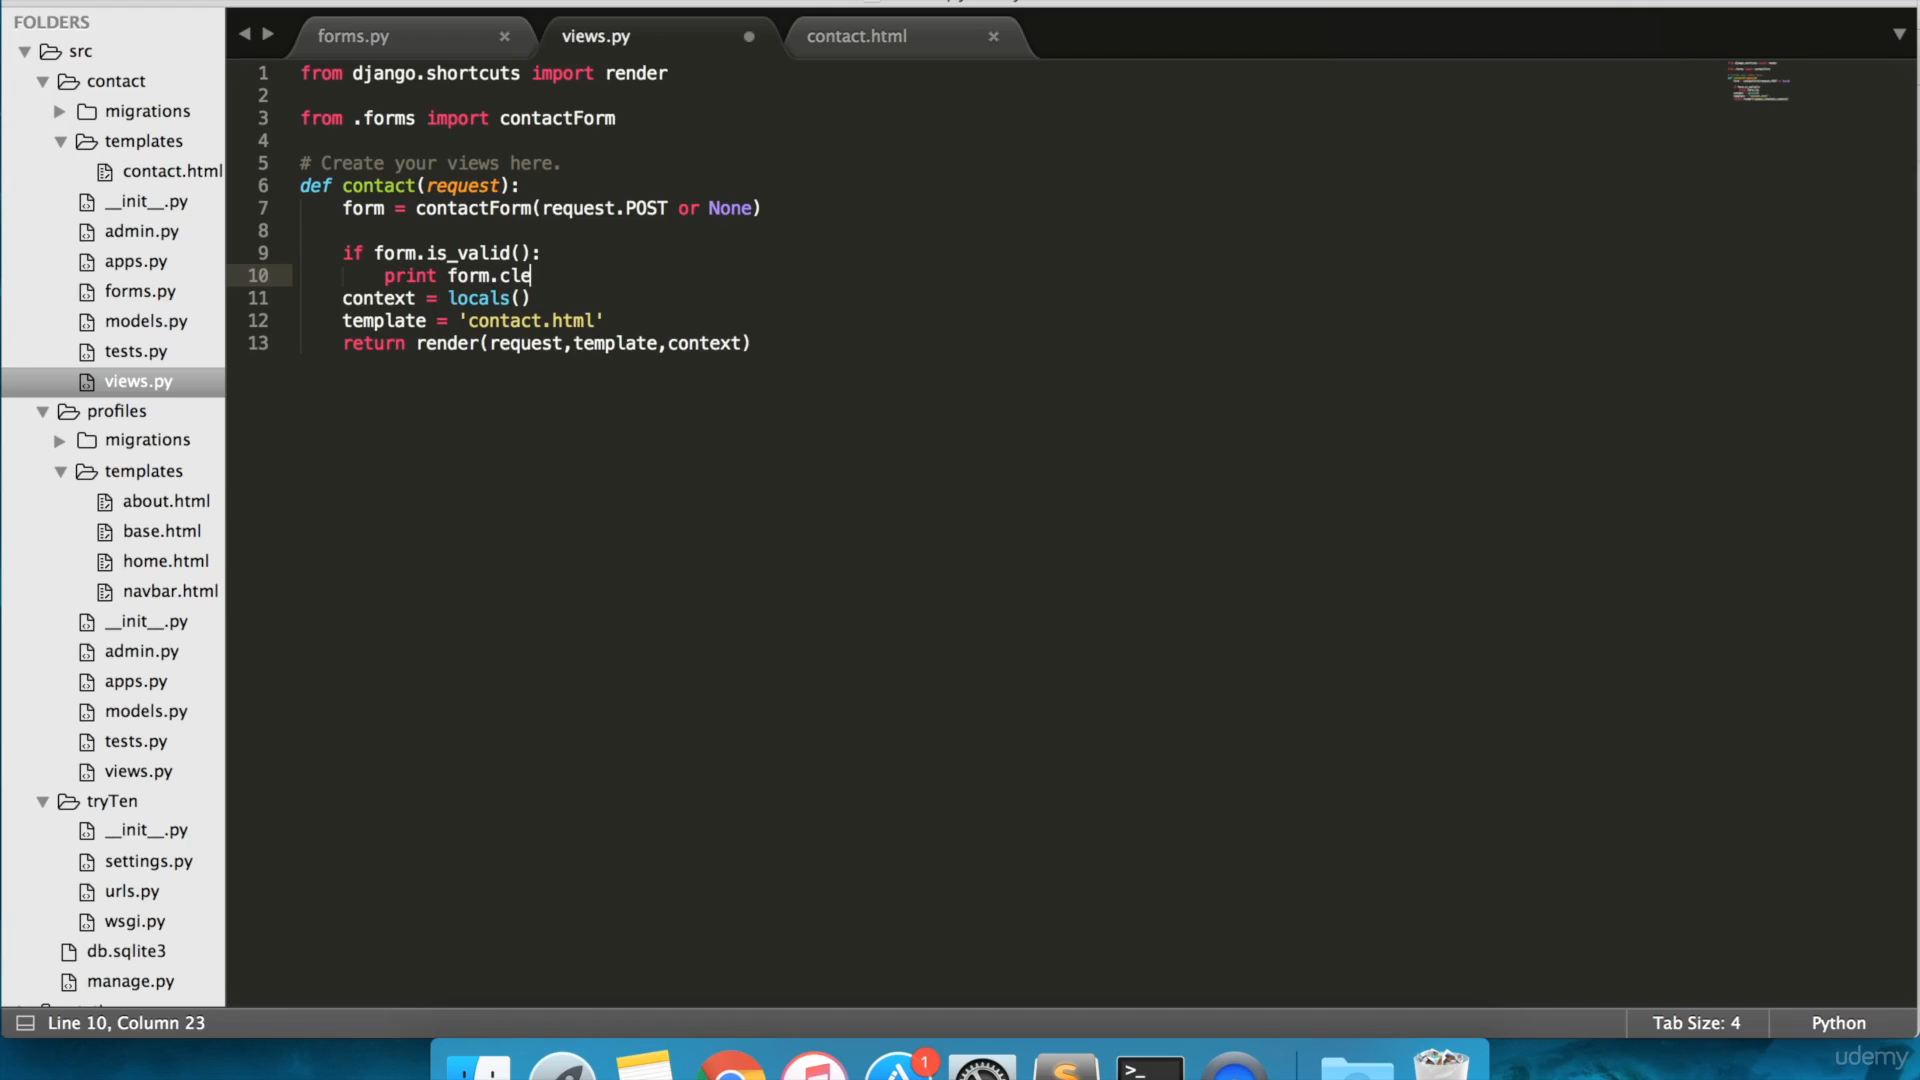 FOLDERS
src
contact
migrations
templates
contact.html
__init__.py
admin.py
apps.py
forms.py
models.py
tests.py
views.py
profiles
migrations
templates
about.html
base.html
home.html
navbar.html
__init__.py
admin.py
apps.py
models.py
tests.py
views.py
tryTen
__init__.py
settings.py
urls.py
wsgi.py
db.sqlite3
manage.py
forms.py
views.py
contact.html
1 from django.shortcuts import render
2
3 from .forms import contactForm
4
5 # Create your views here.
6 def contact(request):
7 form = contactForm(request.POST or None)
8
9 if form.is_valid():
10 print form.cle
11 context = locals()
12 template = 'contact.html'
13 return render(request,template,context)
Line 10, Column 23
Tab Size: 4
Python
1
udemy